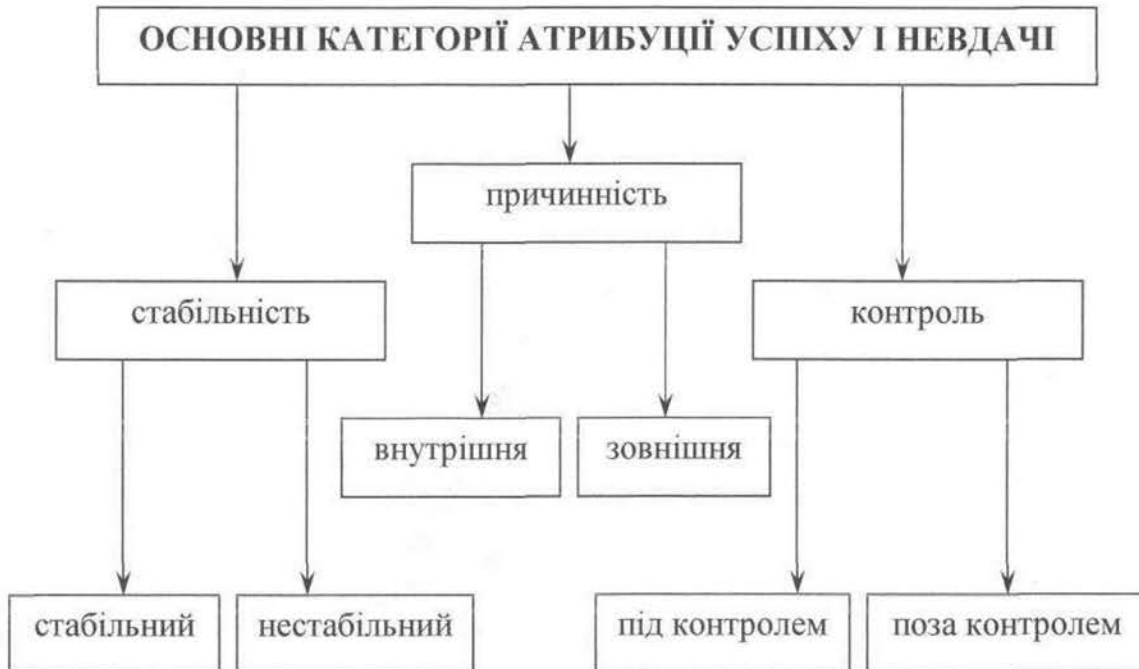 ОСНОВНІ КАТЕГОРІЇ АТРИБУЦІЇ УСПІХУ І НЕВДАЧІ
причинність
стабільність
контроль
внутрішня
зовнішня
стабільний
нестабільний
під контролем
поза контролем